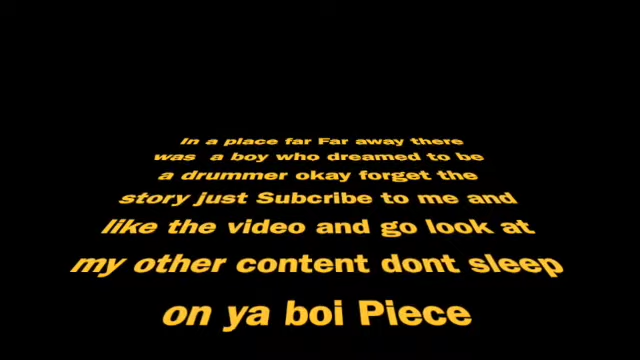 In a place far Far away there
was a boy who dreamed to be
a drummer okay forget the
story just Subcribe to me and
like the video and go look at
my other content dont sleep
on ya boi Piece